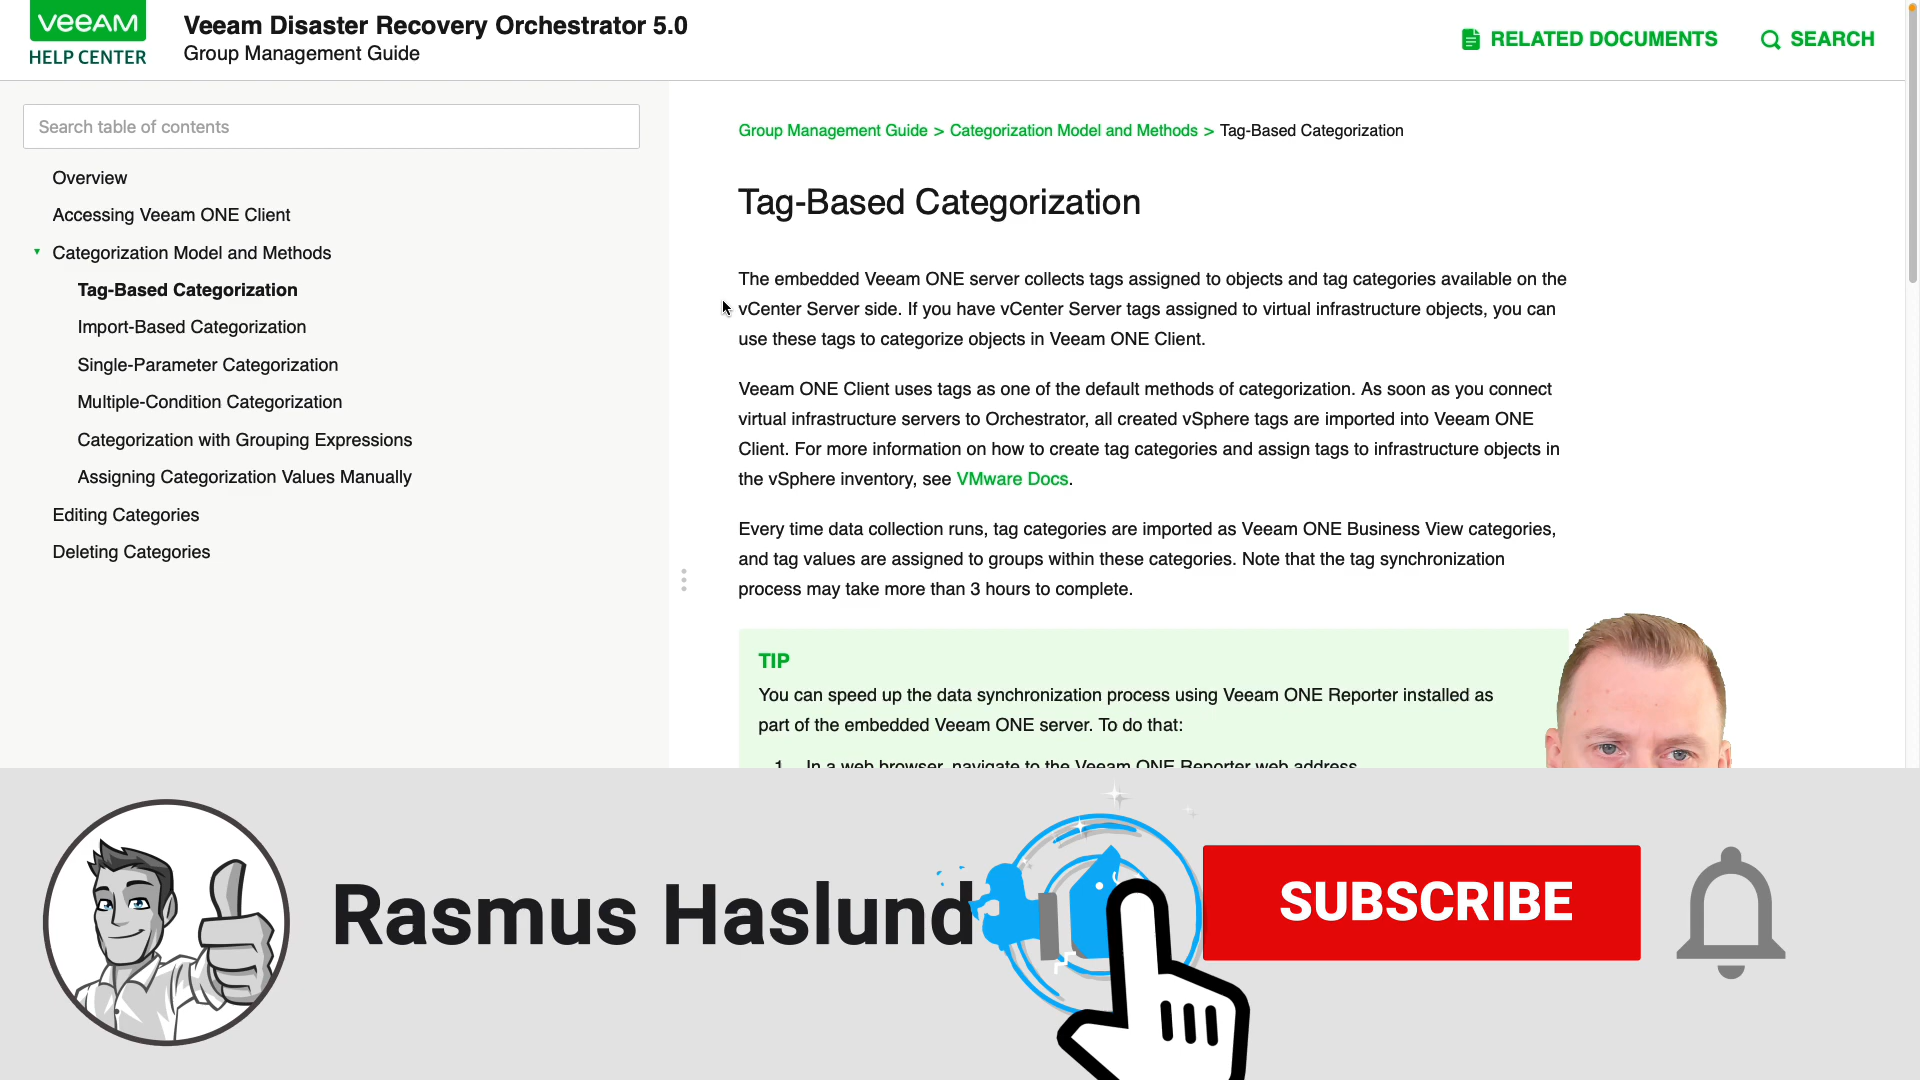 veeam
HELP CENTER
Veeam Disaster Recovery Orchestrator 5.0
Group Management Guide
RELATED DOCUMENTS
SEARCH
Search table of contents
Overview
Accessing Veeam ONE Client
Categorization Model and Methods
Tag-Based Categorization
Import-Based Categorization
Single-Parameter Categorization
Multiple-Condition Categorization
Categorization with Grouping Expressions
Assigning Categorization Values Manually
Editing Categories
Deleting Categories
Group Management Guide > Categorization Model and Methods > Tag-Based Categorization
Tag-Based Categorization
The embedded Veeam ONE server collects tags assigned to objects and tag categories available on the
vCenter Server side. If you have vCenter Server tags assigned to virtual infrastructure objects, you can
use these tags to categorize objects in Veeam ONE Client.
Veeam ONE Client uses tags as one of the default methods of categorization. As soon as you connect
virtual infrastructure servers to Orchestrator, all created vSphere tags are imported into Veeam ONE
Client. For more information on how to create tag categories and assign tags to infrastructure objects in
the vSphere inventory, see VMware Docs.
Every time data collection runs, tag categories are imported as Veeam ONE Business View categories,
and tag values are assigned to groups within these categories. Note that the tag synchronization
process may take more than 3 hours to complete.
TIP
You can speed up the data synchronization process using Veeam ONE Reporter installed as
part of the embedded Veeam ONE server. To do that:
1. In a web browser, navigate to the Veeam ONE Reporter web address.
Rasmus Haslund
SUBSCRIBE